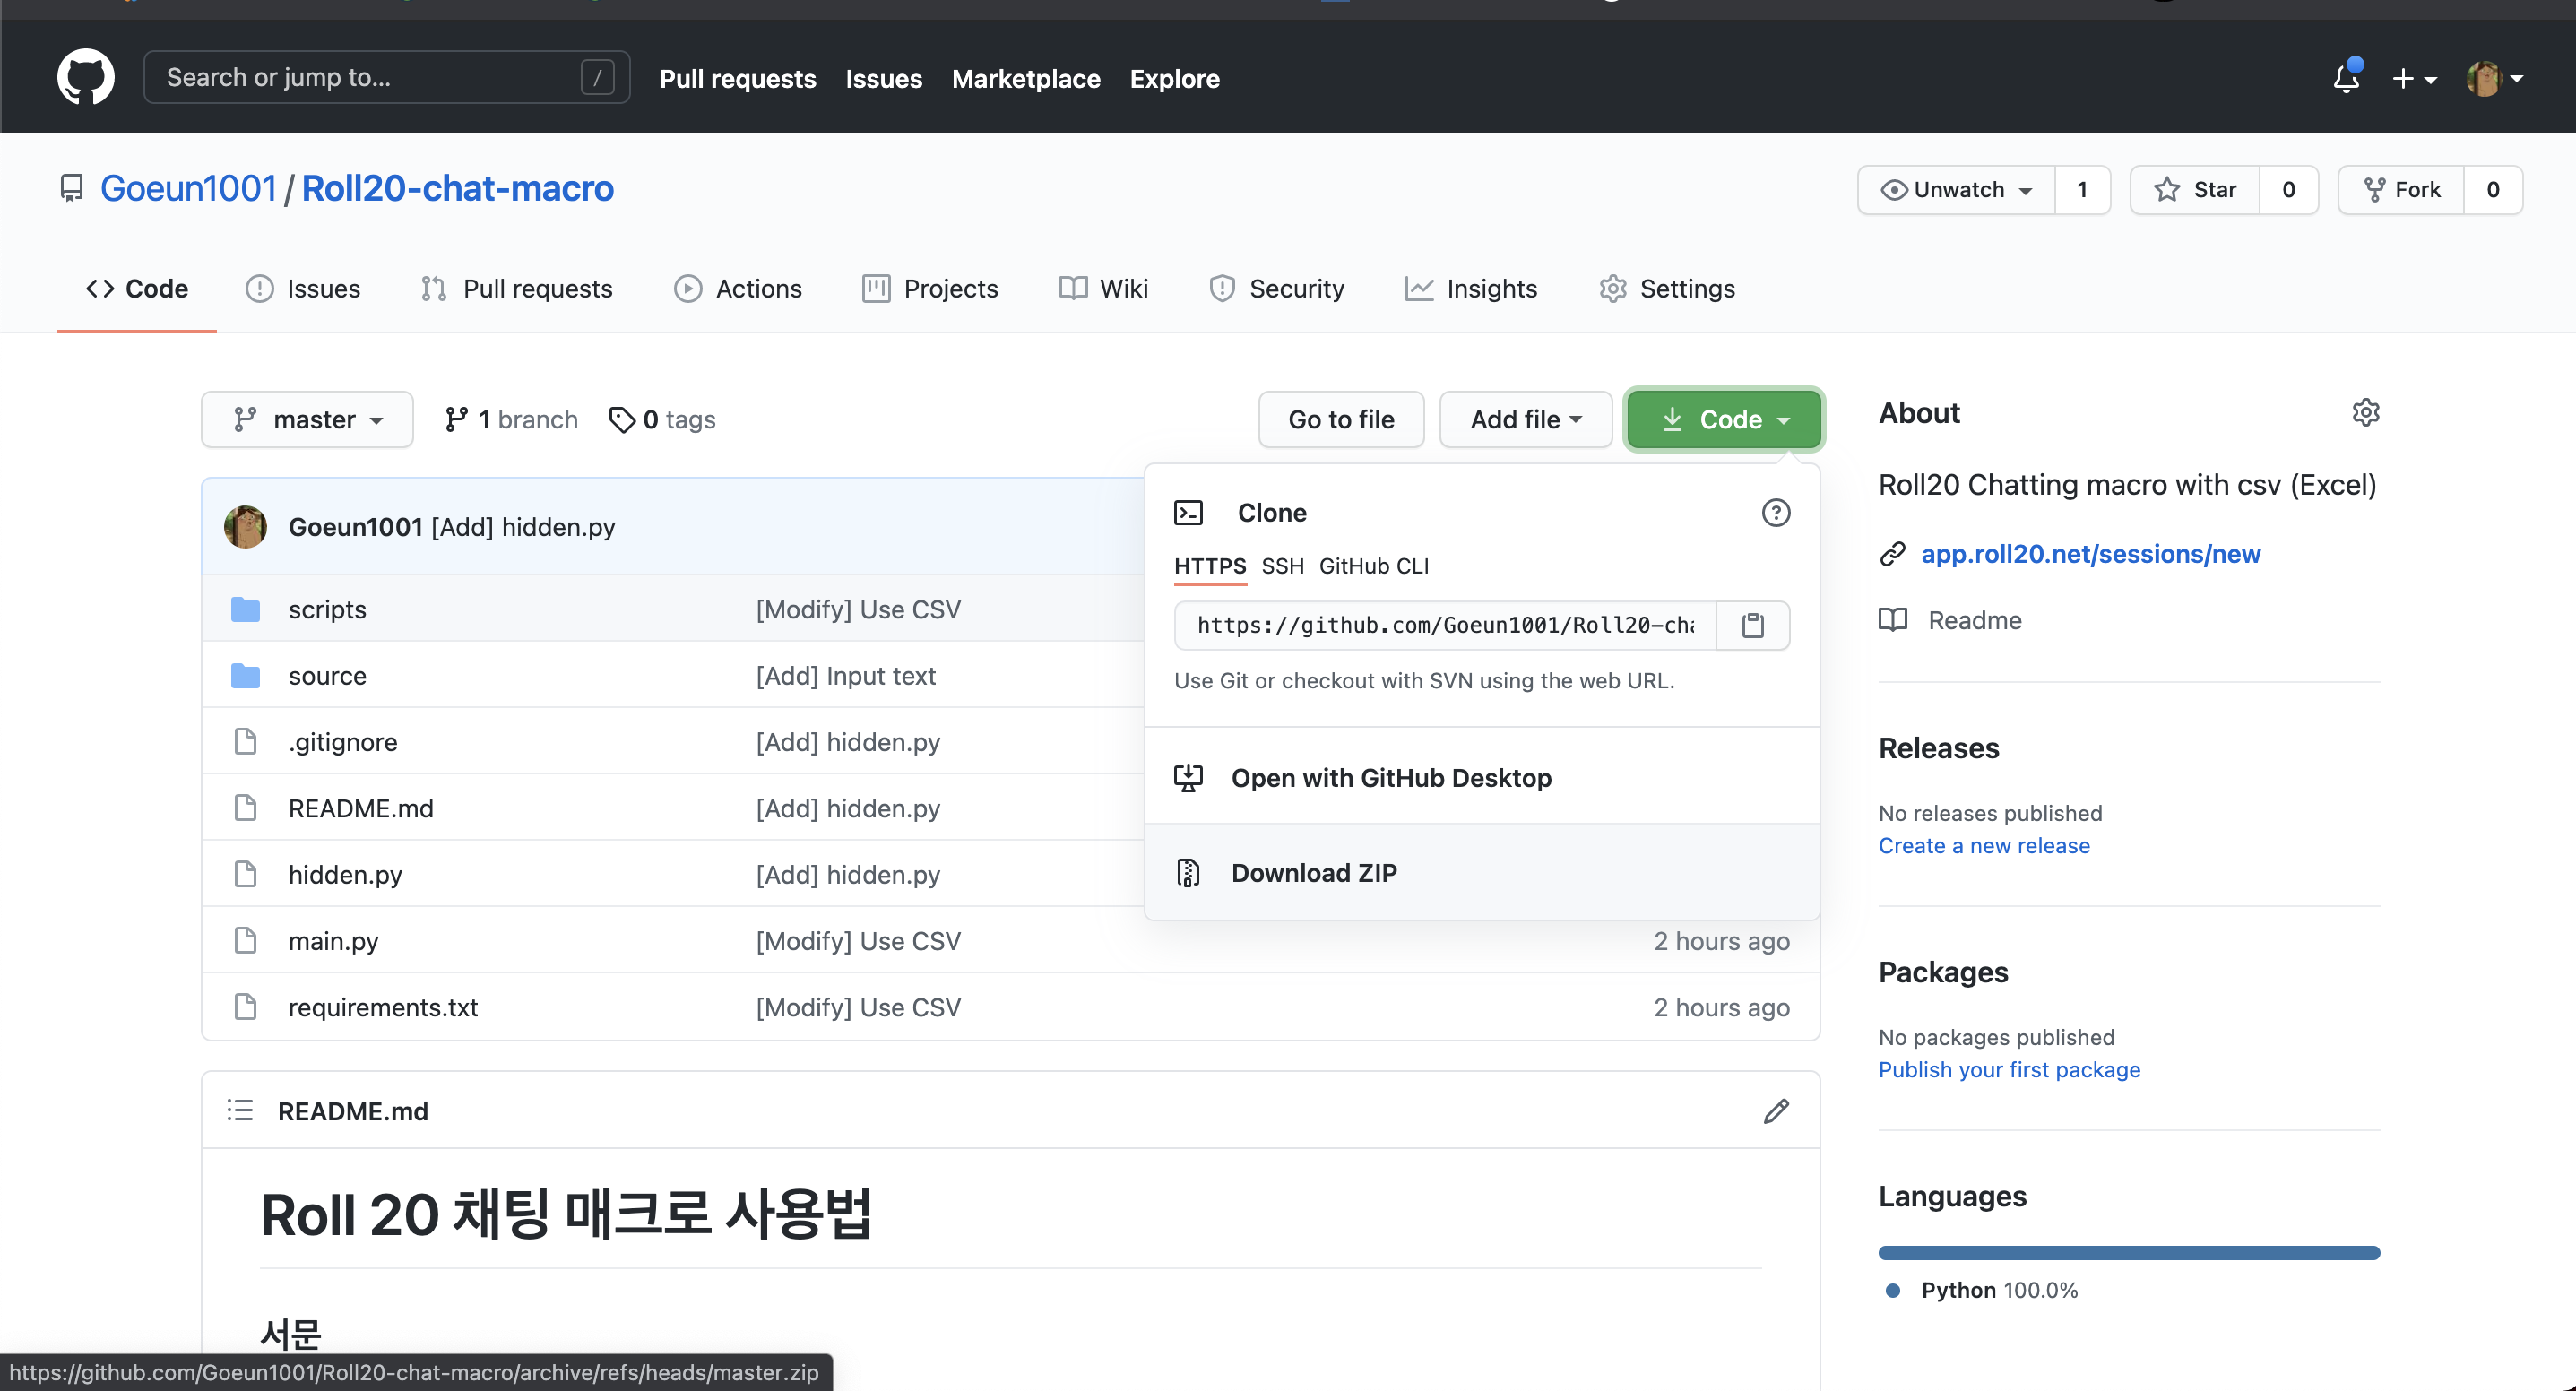 Search or jump to...
/
Pull requests
Issues
Marketplace
Explore
Goeun1001 / Roll20-chat-macro
Unwatch
1
Star
0
Fork
0
Code
Issues
Pull requests
Actions
Projects
Wiki
Security
Insights
Settings
master
1 branch
0 tags
Go to file
Add file
Code
Goeun1001 [Add] hidden.py
scripts
[Modify] Use CSV
source
[Add] Input text
.gitignore
[Add] hidden.py
README.md
[Add] hidden.py
hidden.py
[Add] hidden.py
main.py
[Modify] Use CSV
2 hours ago
requirements.txt
[Modify] Use CSV
2 hours ago
Clone
HTTPS
SSH
GitHub CLI
https://github.com/Goeun1001/Roll20-cha
Use Git or checkout with SVN using the web URL.
Open with GitHub Desktop
Download ZIP
README.md
Roll 20 채팅 매크로 사용법
서문
About
Roll20 Chatting macro with csv (Excel)
app.roll20.net/sessions/new
Readme
Releases
No releases published
Create a new release
Packages
No packages published
Publish your first package
Languages
Python 100.0%
https://github.com/Goeun1001/Roll20-chat-macro/archive/refs/heads/master.zip